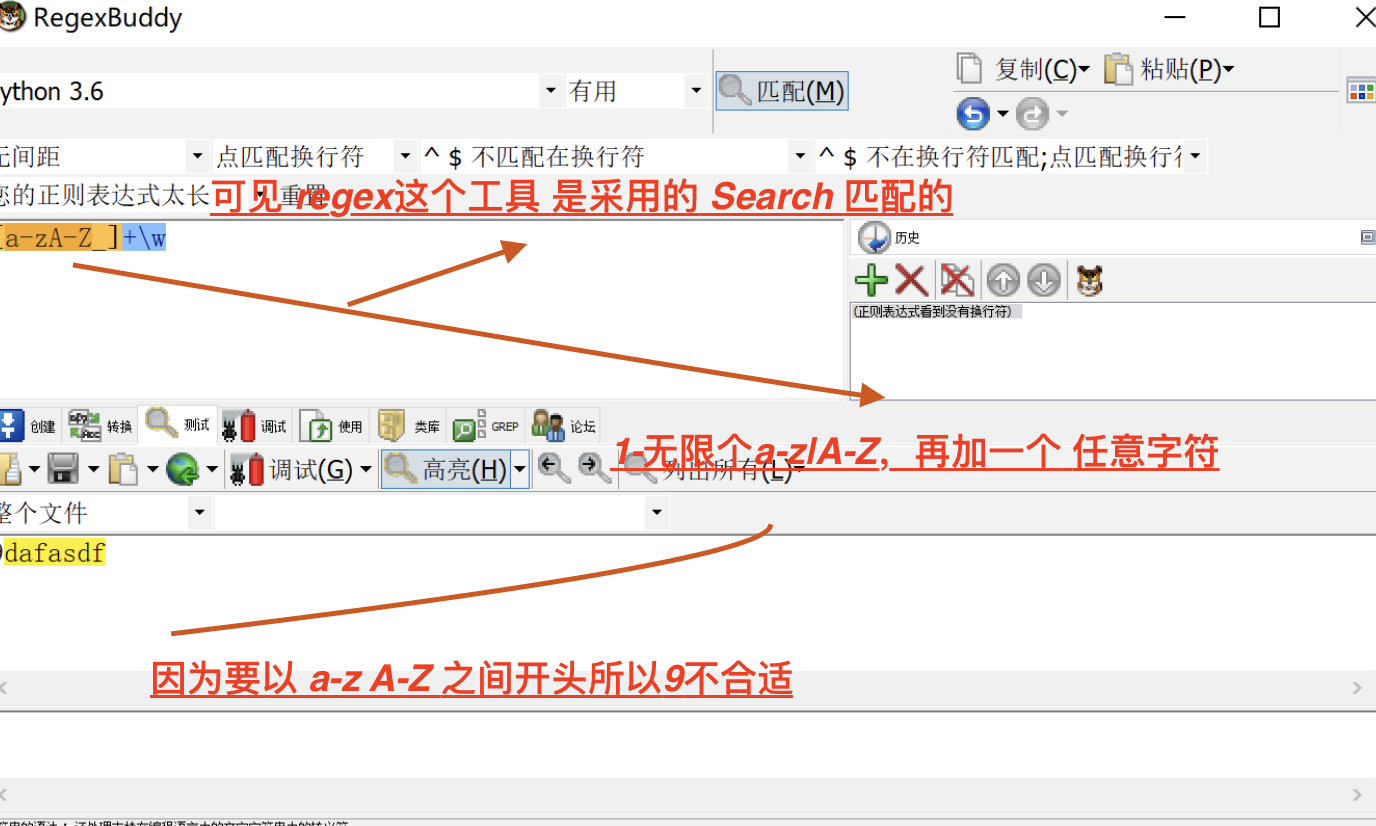 RegexBuddy
ython 3.6 有用 匹配(M) 复制(C) 粘贴(P)
无间距 点匹配换行符 ^ $ 不匹配在换行符 ^ $ 不在换行符匹配;点匹配换行符
您的正则表达式太长 重置
可见 regex这个工具 是采用的 Search 匹配的
[a-zA-Z_]+\w
历史
(正则表达式看到没有换行符)
创建 转换 测试 调试 使用 类库 GREP 论坛
调试(G) 高亮(H) 列出所有(L)
1-无限个a-z/A-Z，再加一个 任意字符
整个文件
9dafasdf
因为要以 a-z A-Z 之间开头所以9不合适